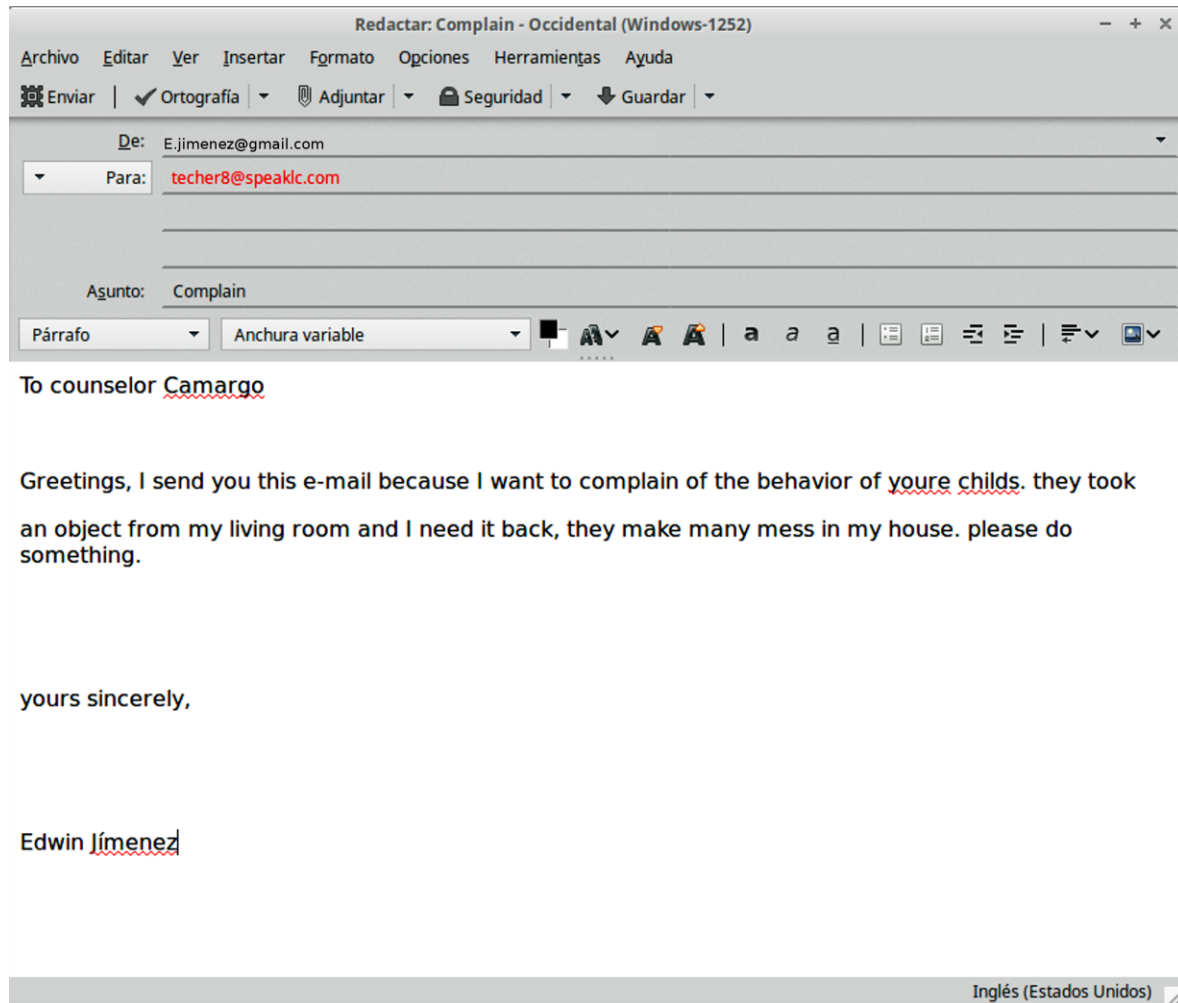 Redactar: Complain - Occidental (Windows-1252)
Archivo Editar Ver Insertar Formato Opciones Herramientas Ayuda
Enviar Ortografía Adjuntar Seguridad Guardar
De: E.jimenez@gmail.com
Para: techer8@speaklc.com
Asunto: Complain
Párrafo Anchura variable a a a
To counselor Camargo
Greetings, I send you this e-mail because I want to complain of the behavior of youre childs. they took
an object from my living room and I need it back, they make many mess in my house. please do
something.
yours sincerely,
Edwin Jímenez
Inglés (Estados Unidos)